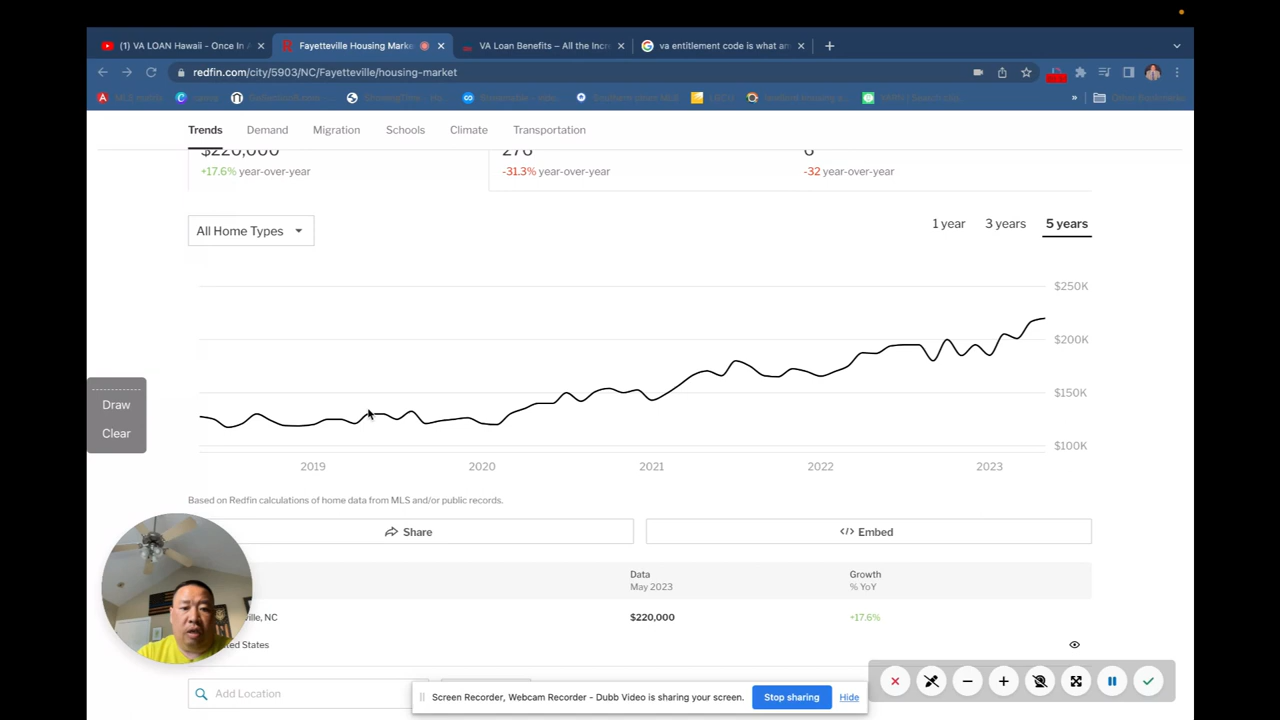 (1) VA LOAN Hawaii - Once In A
Fayetteville Housing Marke
VA Loan Benefits – All the Incre
va entitlement code is what an
redfin.com/city/5903/NC/Fayetteville/housing-market
MLS matrix
Trends Demand Migration Schools Climate Transportation
$220,000 276 6
+17.6% year-over-year -31.3% year-over-year -32 year-over-year
All Home Types
1 year 3 years 5 years
$250K
$200K
$150K
$100K
Draw
Clear
2019 2020 2021 2022 2023
Based on Redfin calculations of home data from MLS and/or public records.
Share
</> Embed
Data Growth
May 2023 % YoY
ville, NC $220,000 +17.6%
ted States
Add Location
Screen Recorder, Webcam Recorder - Dubb Video is sharing your screen. Stop sharing Hide